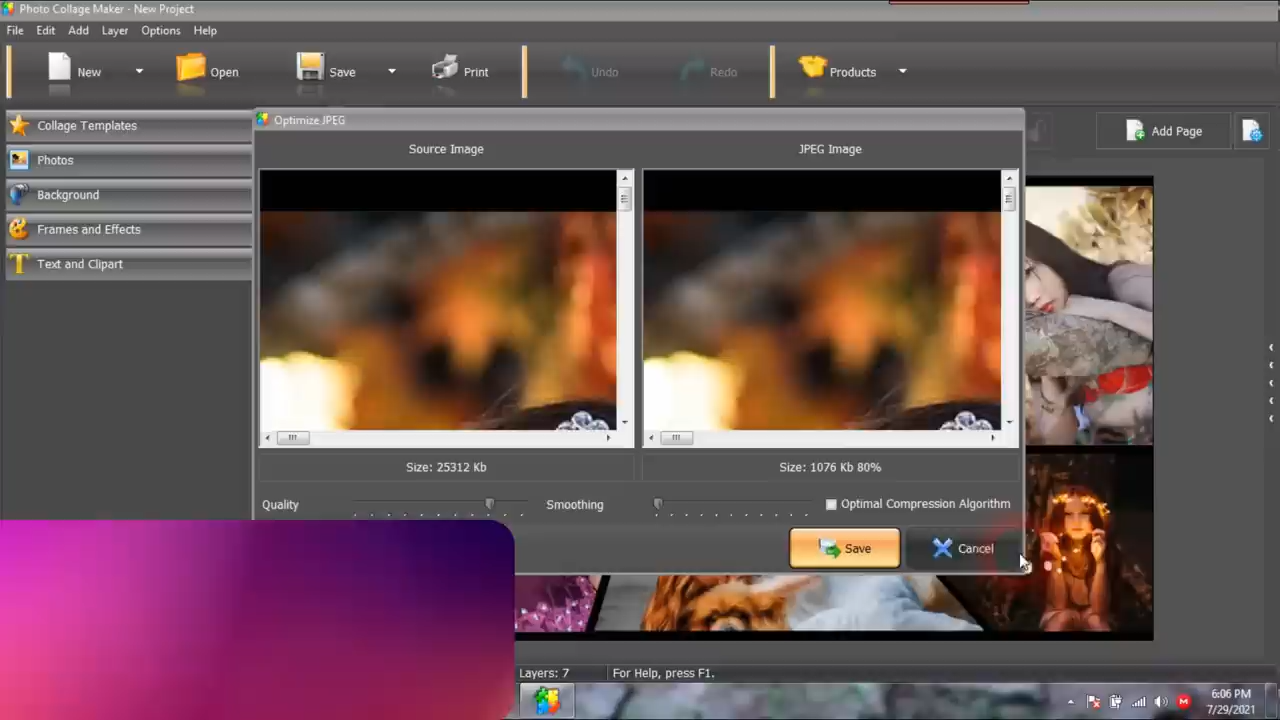 Photo Collage Maker - New Project
File Edit Add Layer Options Help
New Open Save Print Undo Redo Products
Optimize JPEG
Collage Templates
Photos
Background
Frames and Effects
Text and Clipart
Source Image JPEG Image
Add Page
Size: 25312 Kb Size: 1076 Kb 80%
Quality Smoothing Optimal Compression Algorithm
Save Cancel
Layers: 7 For Help, press F1.
6:06 PM
7/29/2021